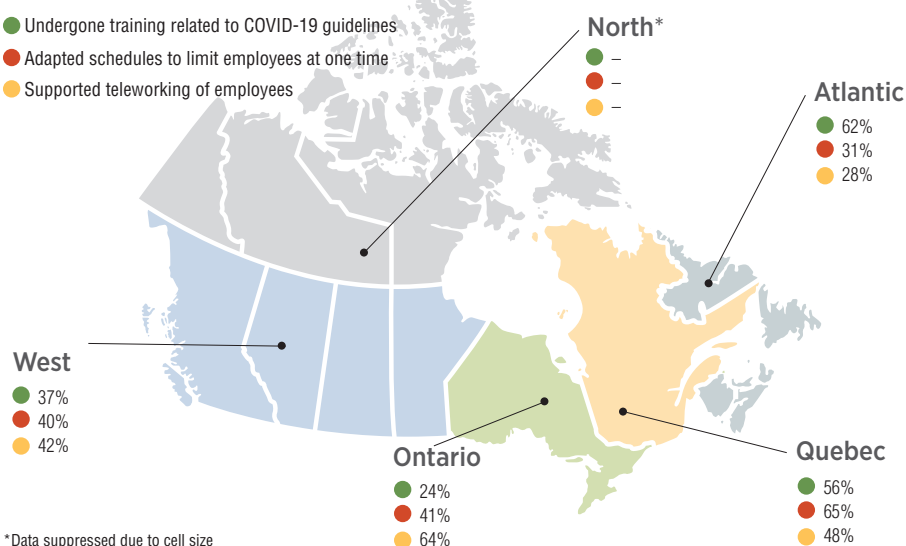 Undergone training related to COVID-19 guidelines
Adapted schedules to limit employees at one time
Supported teleworking of employees
North*
–
–
–
Atlantic
62%
31%
28%
West
37%
40%
42%
Ontario
24%
41%
64%
Quebec
56%
65%
48%
*Data suppressed due to cell size